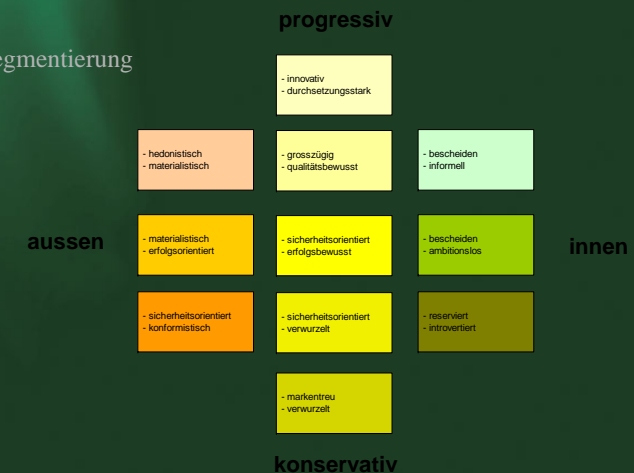 progressiv
egmentierung
- innovativ
- durchsetzungsstark
- hedonistisch
- materialistisch
- grosszügig
- qualitätsbewusst
- bescheiden
- informell
aussen
- materialistisch
- erfolgsorientiert
- sicherheitsorientiert
- erfolgsbewusst
- bescheiden
- ambitionslos
innen
- sicherheitsorientiert
- konformistisch
- sicherheitsorientiert
- verwurzelt
- reserviert
- introvertiert
- markentreu
- verwurzelt
konservativ